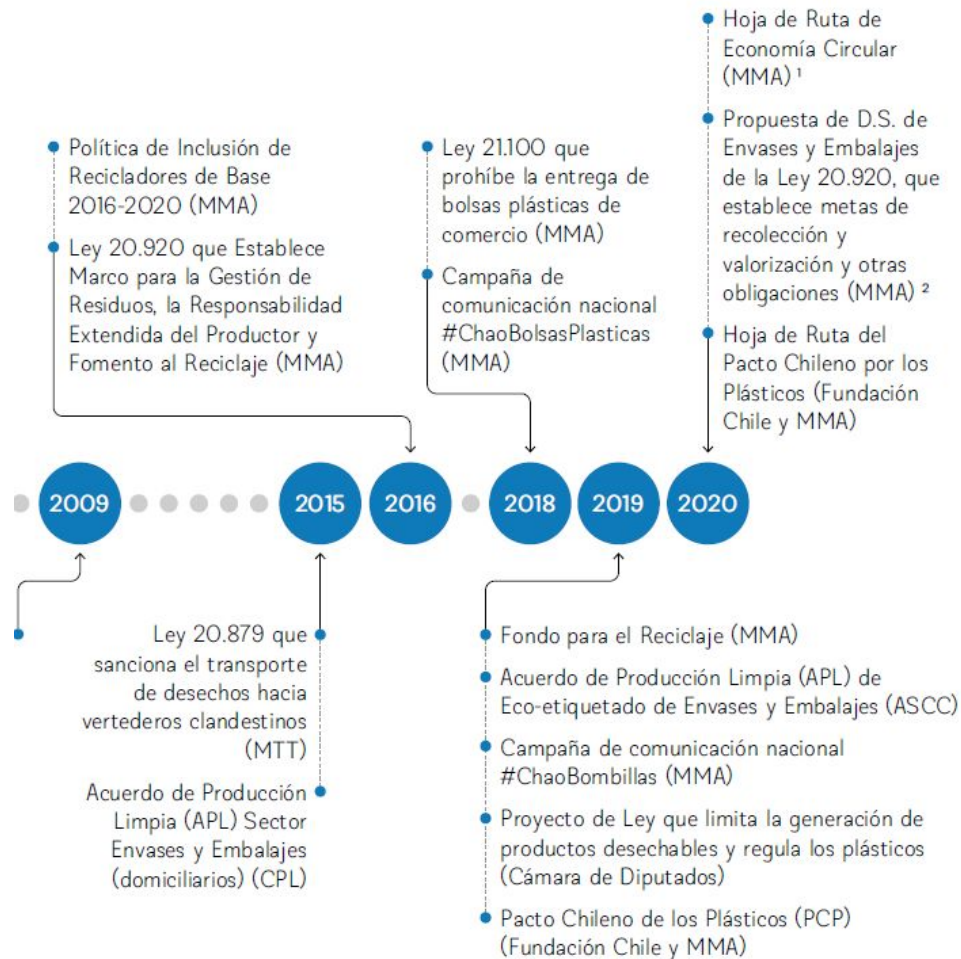 Hoja de Ruta de
Economía Circular
(MMA) ¹
Propuesta de D.S. de
Envases y Embalajes
de la Ley 20.920, que
establece metas de
recolección y
valorización y otras
obligaciones (MMA) ²
Hoja de Ruta del
Pacto Chileno por los
Plásticos (Fundación
Chile y MMA)
Política de Inclusión de
Recicladores de Base
2016-2020 (MMA)
Ley 20.920 que Establece
Marco para la Gestión de
Residuos, la Responsabilidad
Extendida del Productor y
Fomento al Reciclaje (MMA)
Ley 21.100 que
prohíbe la entrega de
bolsas plásticas de
comercio (MMA)
Campaña de
comunicación nacional
#ChaoBolsasPlasticas
(MMA)
2009
2015
2016
2018
2019
2020
Ley 20.879 que
sanciona el transporte
de desechos hacia
vertederos clandestinos
(MTT)
Acuerdo de Producción
Limpia (APL) Sector
Envases y Embalajes
(domiciliarios) (CPL)
Fondo para el Reciclaje (MMA)
Acuerdo de Producción Limpia (APL) de
Eco-etiquetado de Envases y Embalajes (ASCC)
Campaña de comunicación nacional
#ChaoBombillas (MMA)
Proyecto de Ley que limita la generación de
productos desechables y regula los plásticos
(Cámara de Diputados)
Pacto Chileno de los Plásticos (PCP)
(Fundación Chile y MMA)